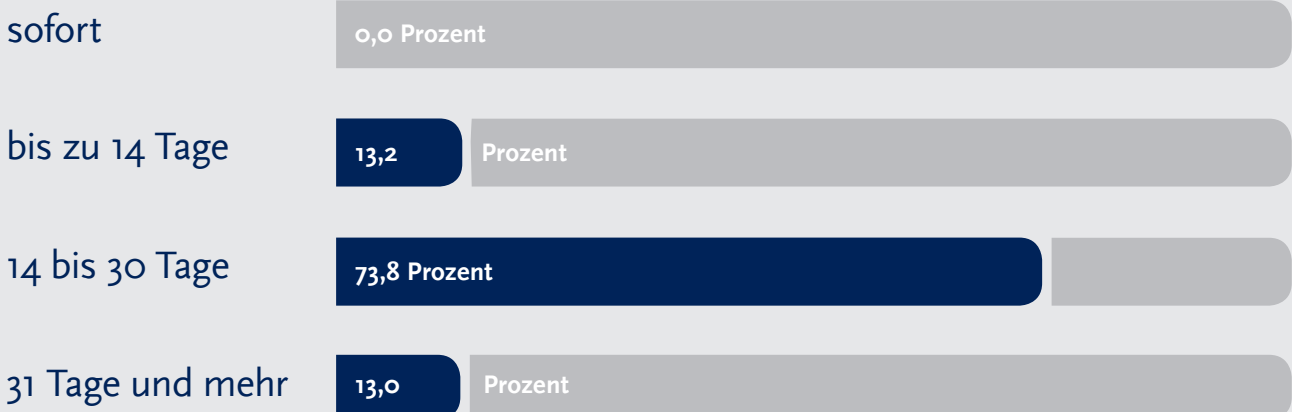 sofort 0,0 Prozent
bis zu 14 Tage 13,2 Prozent
14 bis 30 Tage 73,8 Prozent
31 Tage und mehr 13,0 Prozent